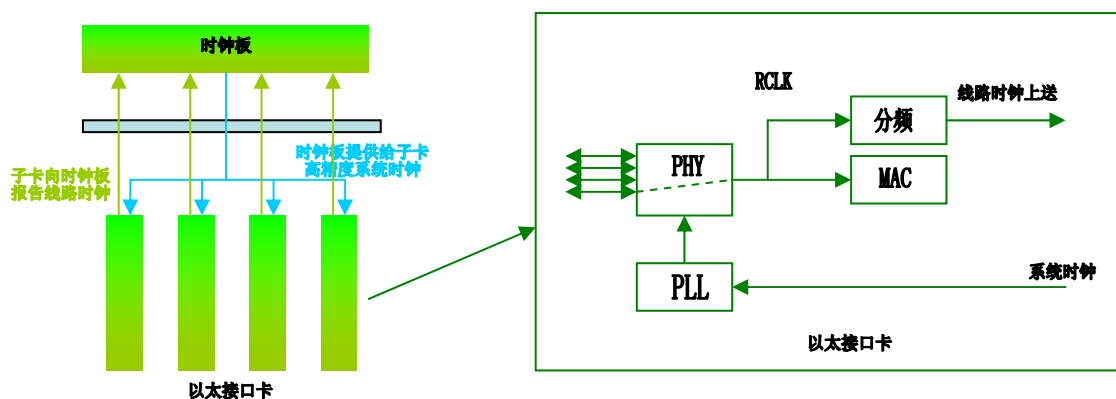 时钟板
子卡向时钟板
报告线路时钟
时钟板提供给子卡
高精度系统时钟
以太接口卡
RCLK
分频
线路时钟上送
PHY
MAC
PLL
系统时钟
以太接口卡